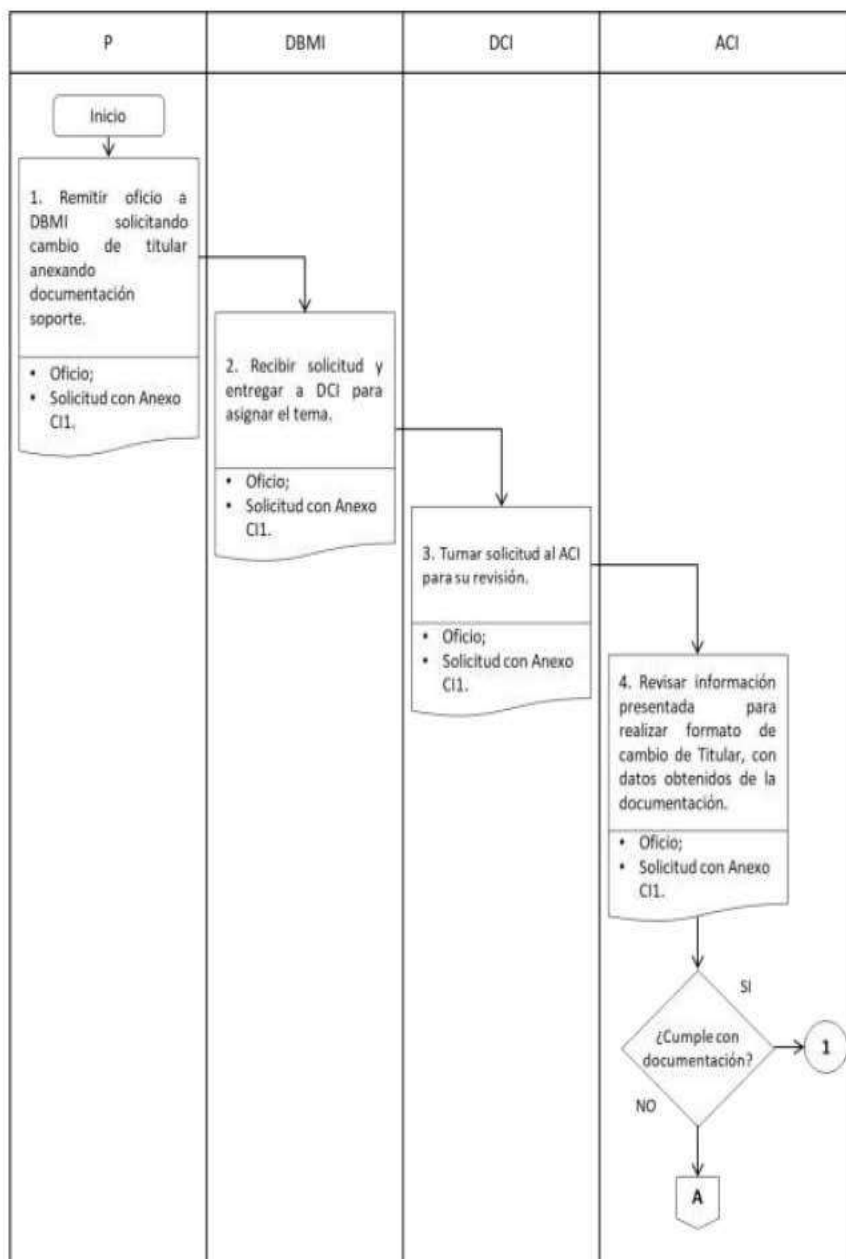 P
DBMI
DCI
ACI
Inicio
1. Remitir oficio a
DBMI solicitando
cambio de titular
anexando
documentación
soporte.
• Oficio;
• Solicitud con Anexo
CI1.
2. Recibir solicitud y
entregar a DCI para
asignar el tema.
• Oficio;
• Solicitud con Anexo
CI1.
3. Turnar solicitud al ACI
para su revisión.
• Oficio;
• Solicitud con Anexo
CI1.
4. Revisar información
presentada para
realizar formato de
cambio de Titular, con
datos obtenidos de la
documentación.
• Oficio;
• Solicitud con Anexo
CI1.
SI
¿Cumple con
documentación?
1
NO
A